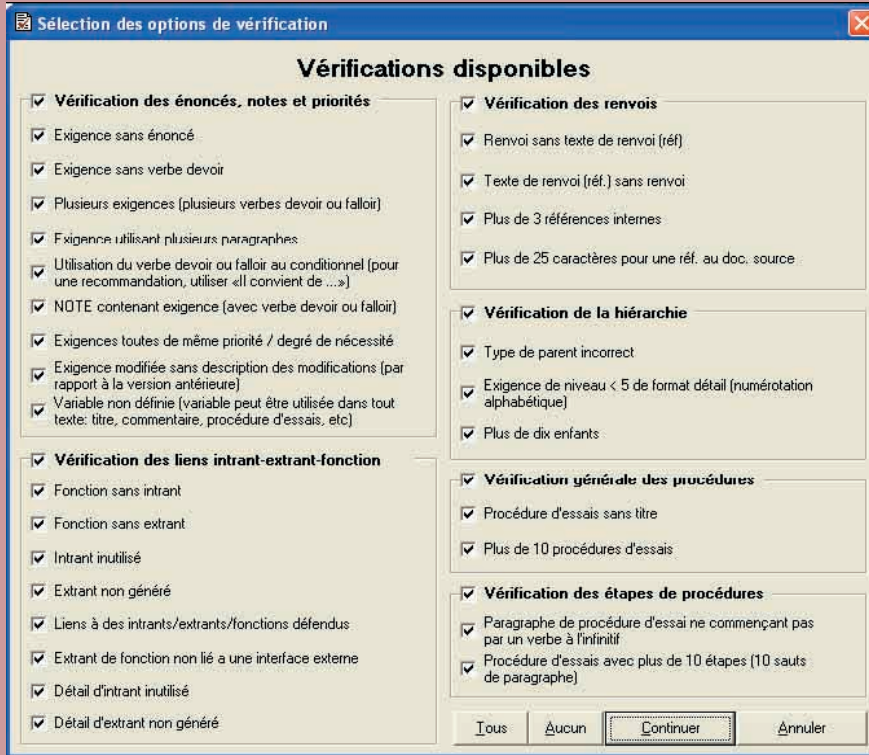 Sélection des options de vérification
Vérifications disponibles
Vérification des énoncés, notes et priorités
Exigence sans énoncé
Exigence sans verbe devoir
Plusieurs exigences (plusieurs verbes devoir ou falloir)
Exigence utilisant plusieurs paragraphes
Utilisation du verbe devoir ou falloir au conditionnel (pour
une recommandation, utiliser «Il convient de ...»)
NOTE contenant exigence (avec verbe devoir ou falloir)
Exigences toutes de même priorité / degré de nécessité
Exigence modifiée sans description des modifications (par
rapport à la version antérieure)
Variable non définie (variable peut être utilisée dans tout
texte: titre, commentaire, procédure d'essais, etc)
Vérification des liens intrant-extrant-fonction
Fonction sans intrant
Fonction sans extrant
Intrant inutilisé
Extrant non généré
Liens à des intrants/extrants/fonctions défendus
Extrant de fonction non lié a une interface externe
Détail d'intrant inutilisé
Détail d'extrant non généré
Vérification des renvois
Renvoi sans texte de renvoi (réf)
Texte de renvoi (réf.) sans renvoi
Plus de 3 références internes
Plus de 25 caractères pour une réf. au doc. source
Vérification de la hiérarchie
Type de parent incorrect
Exigence de niveau < 5 de format détail (numérotation
alphabétique)
Plus de dix enfants
Vérification générale des procédures
Procédure d'essais sans titre
Plus de 10 procédures d'essais
Vérification des étapes de procédures
Paragraphe de procédure d'essai ne commençant pas
par un verbe à l'infinitif
Procédure d'essais avec plus de 10 étapes (10 sauts
de paragraphe)
Tous Aucun Continuer Annuler